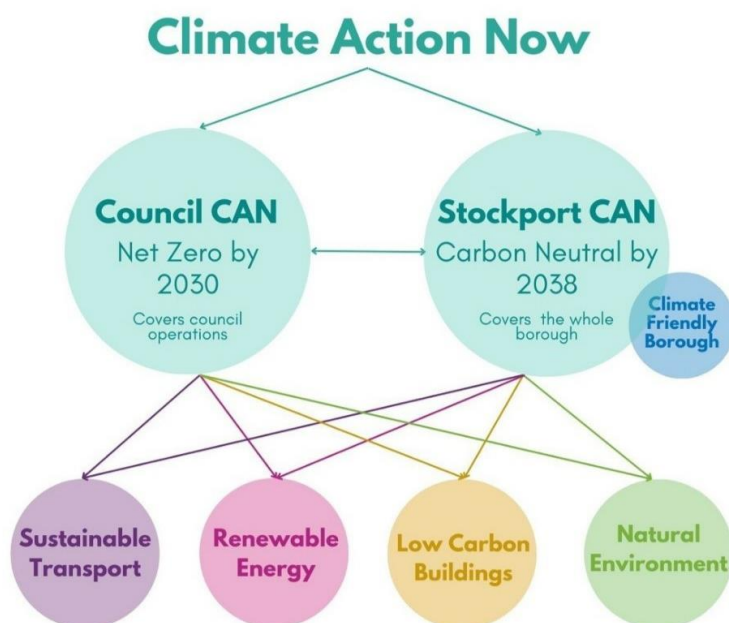 Climate Action Now
Council CAN
Net Zero by
2030
Covers council
operations
Stockport CAN
Carbon Neutral by
2038
Covers the whole
borough
Climate
Friendly
Borough
Sustainable
Transport
Renewable
Energy
Low Carbon
Buildings
Natural
Environment